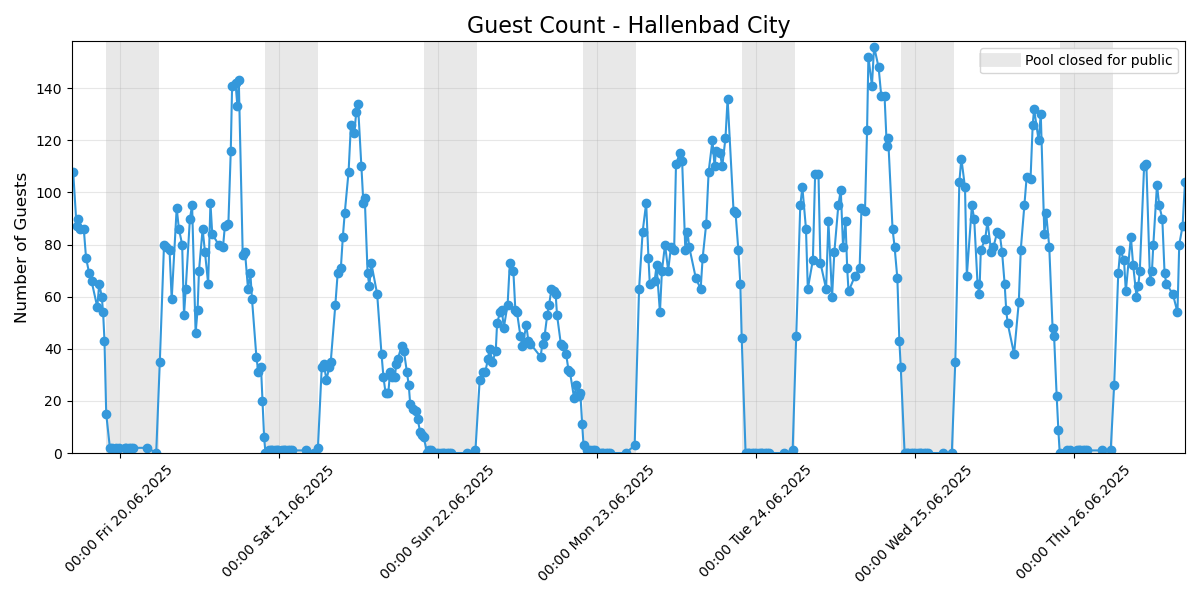 Guest Count - Hallenbad City
Pool closed for public
Number of Guests
140
120
100
80
60
40
20
0
00:00 Fri 20.06.2025
00:00 Sat 21.06.2025
00:00 Sun 22.06.2025
00:00 Mon 23.06.2025
00:00 Tue 24.06.2025
00:00 Wed 25.06.2025
00:00 Thu 26.06.2025